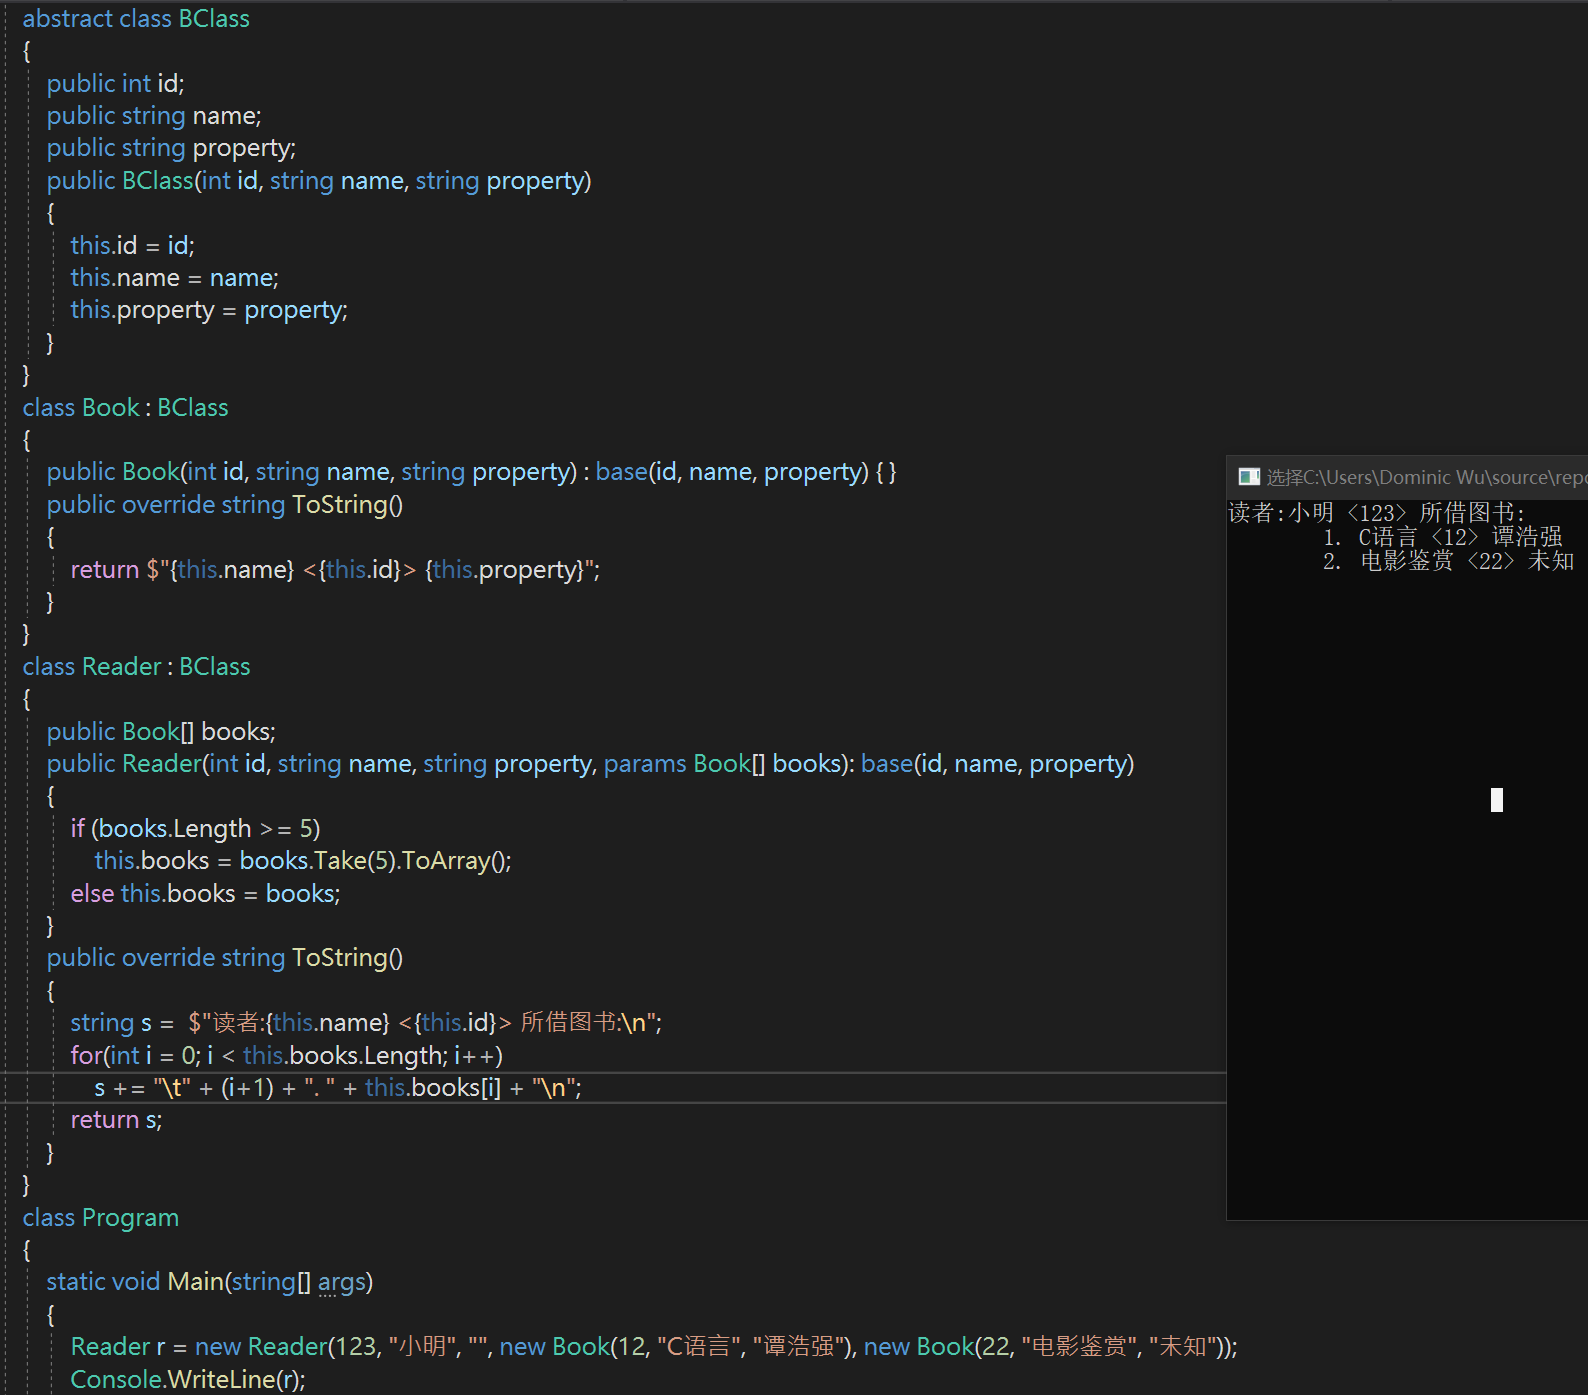 abstract class BClass
{
public int id;
public string name;
public string property;
public BClass(int id, string name, string property)
{
this.id = id;
this.name = name;
this.property = property;
}
}
class Book : BClass
{
public Book(int id, string name, string property) : base(id, name, property) { }
public override string ToString()
{
return $"{this.name} <{this.id}> {this.property}";
}
}
class Reader : BClass
{
public Book[] books;
public Reader(int id, string name, string property, params Book[] books): base(id, name, property)
{
if (books.Length >= 5)
this.books = books.Take(5).ToArray();
else this.books = books;
}
public override string ToString()
{
string s =  $"读者:{this.name} <{this.id}> 所借图书:\n";
for(int i = 0; i < this.books.Length; i++)
s += "\t" + (i+1) + ". " + this.books[i] + "\n";
return s;
}
}
class Program
{
static void Main(string[] args)
{
Reader r = new Reader(123, "小明", "", new Book(12, "C语言", "谭浩强"), new Book(22, "电影鉴赏", "未知"));
Console.WriteLine(r);
选择C:\Users\Dominic Wu\source\repo
读者:小明 <123> 所借图书:
1. C语言 <12> 谭浩强
2. 电影鉴赏 <22> 未知